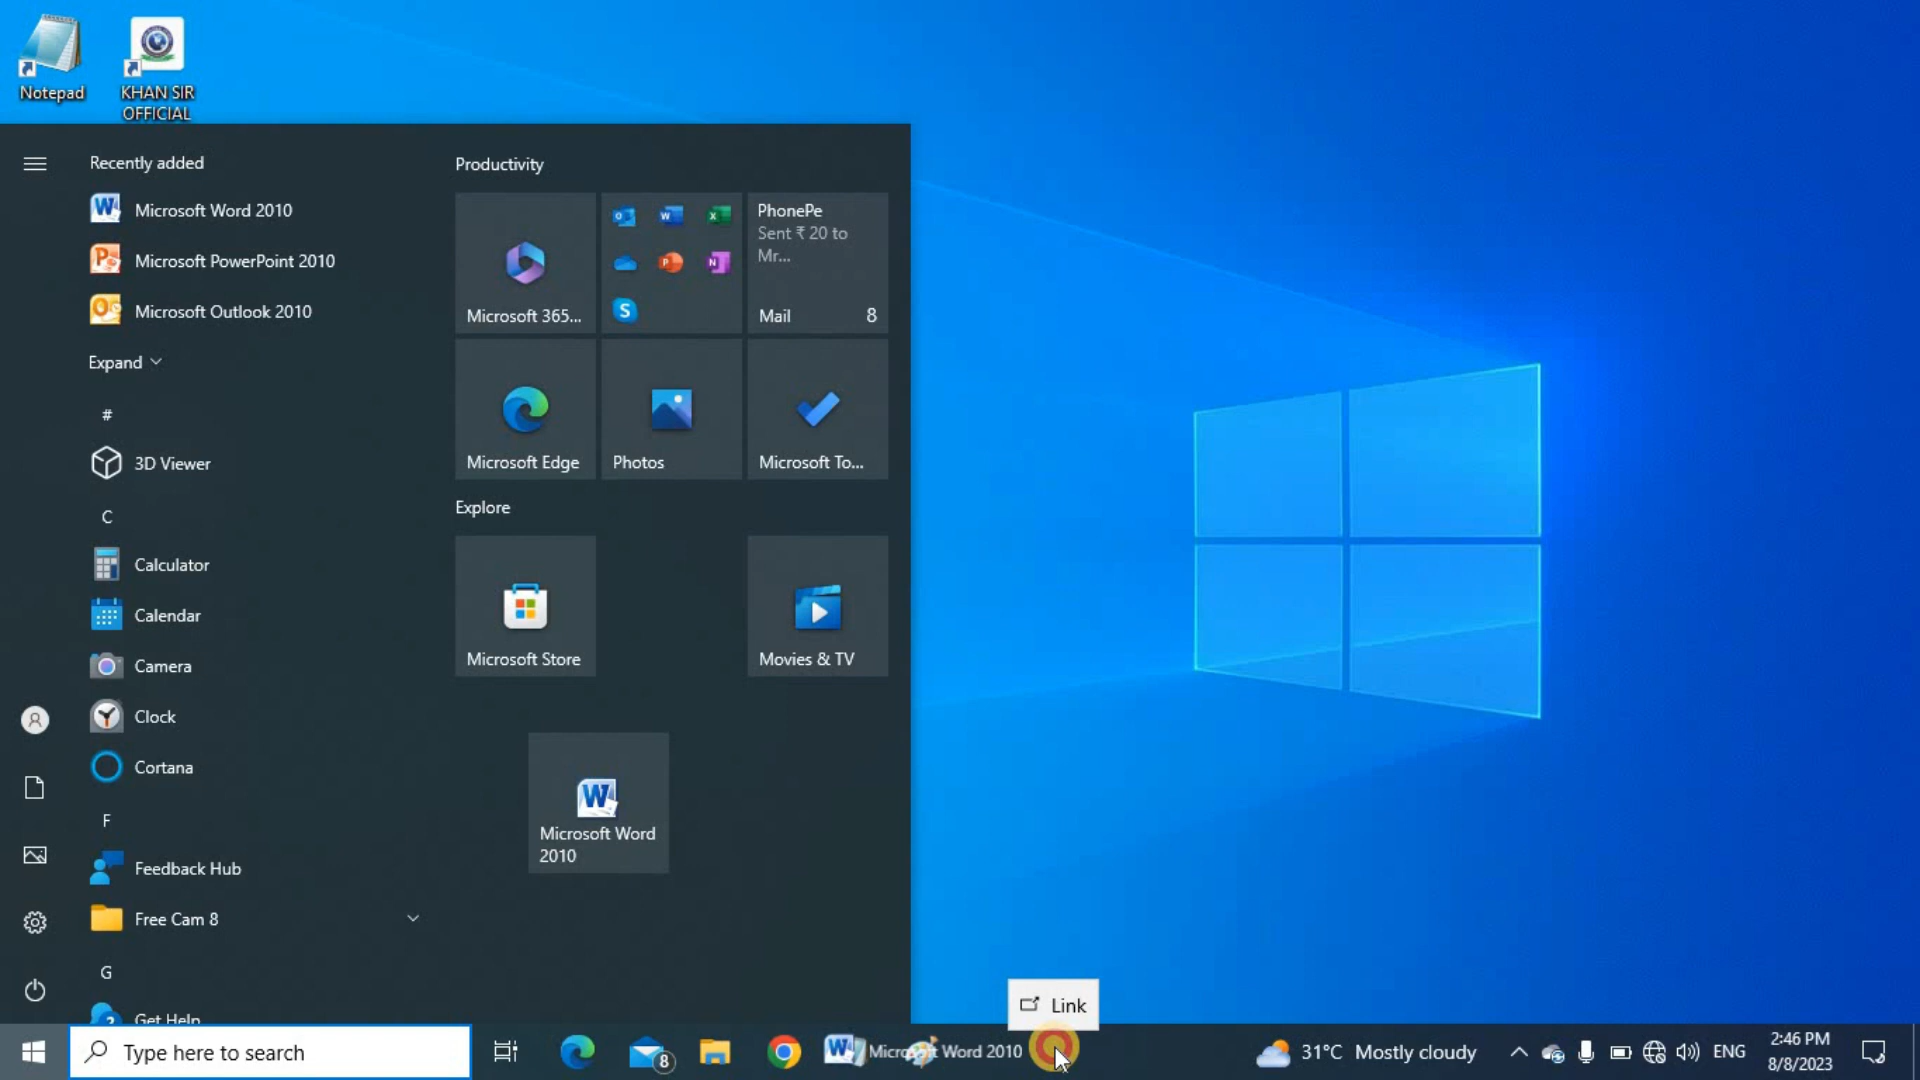 Notepad
KHAN SIR
OFFICIAL
Recently added
Microsoft Word 2010
Microsoft PowerPoint 2010
Microsoft Outlook 2010
Expand
#
3D Viewer
C
Calculator
Calendar
Camera
Clock
Cortana
F
Feedback Hub
Free Cam 8
G
Get Help
Productivity
Microsoft 365...
PhonePe
Sent ₹ 20 to
Mr...
Mail 8
Microsoft Edge
Photos
Microsoft To...
Explore
Microsoft Store
Movies & TV
Microsoft Word
2010
Link
Type here to search
8
Microsoft Word 2010
31°C Mostly cloudy
ENG
2:46 PM
8/8/2023